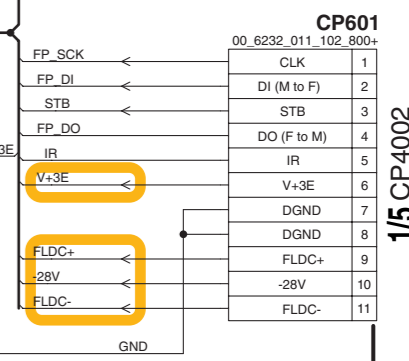 CP601
00_6232_011_102_800+
FP_SCK CLK 1
FP_DI DI (M to F) 2
STB STB 3
FP_DO DO (F to M) 4
3E IR IR 5
V+3E V+3E 6
DGND 7
DGND 8
FLDC+ FLDC+ 9
-28V -28V 10
FLDC- FLDC- 11
GND
1/5 CP4002